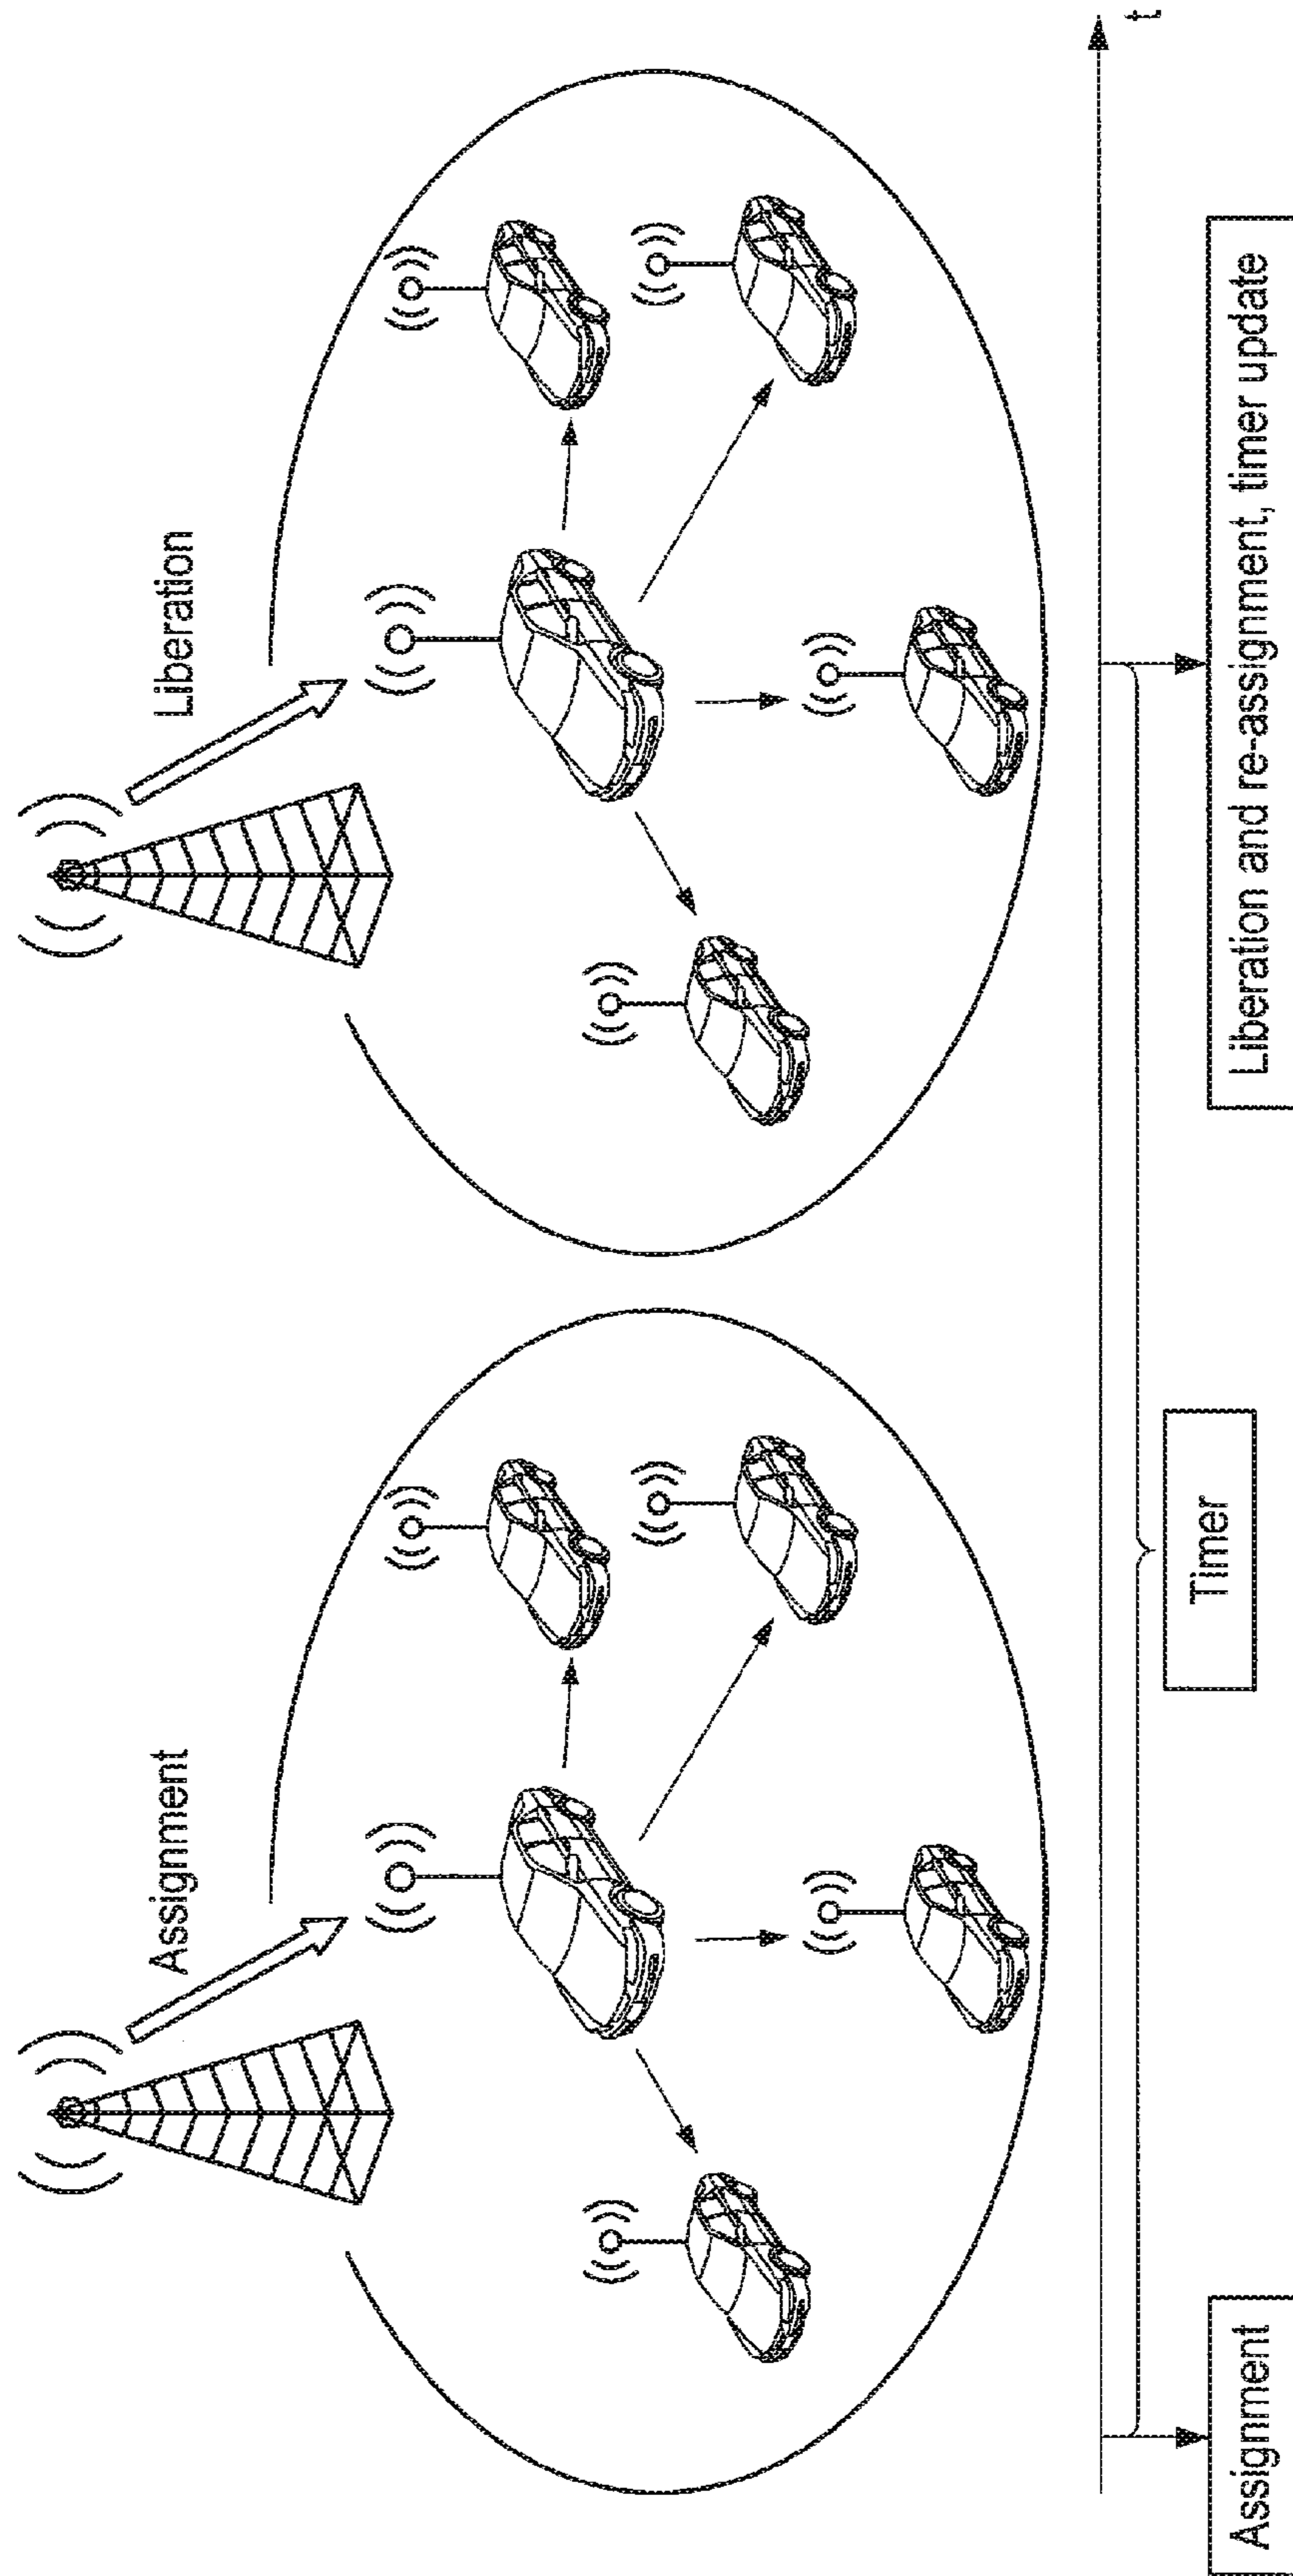 Assignment
Liberation
t
Timer
Assignment
Liberation and re-assignment, timer update